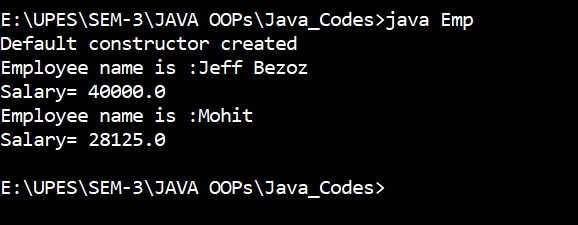 E:\UPES\SEM-3\JAVA OOPs\Java_Codes>java Emp
Default constructor created
Employee name is :Jeff Bezoz
Salary= 40000.0
Employee name is :Mohit
Salary= 28125.0
E:\UPES\SEM-3\JAVA OOPs\Java_Codes>